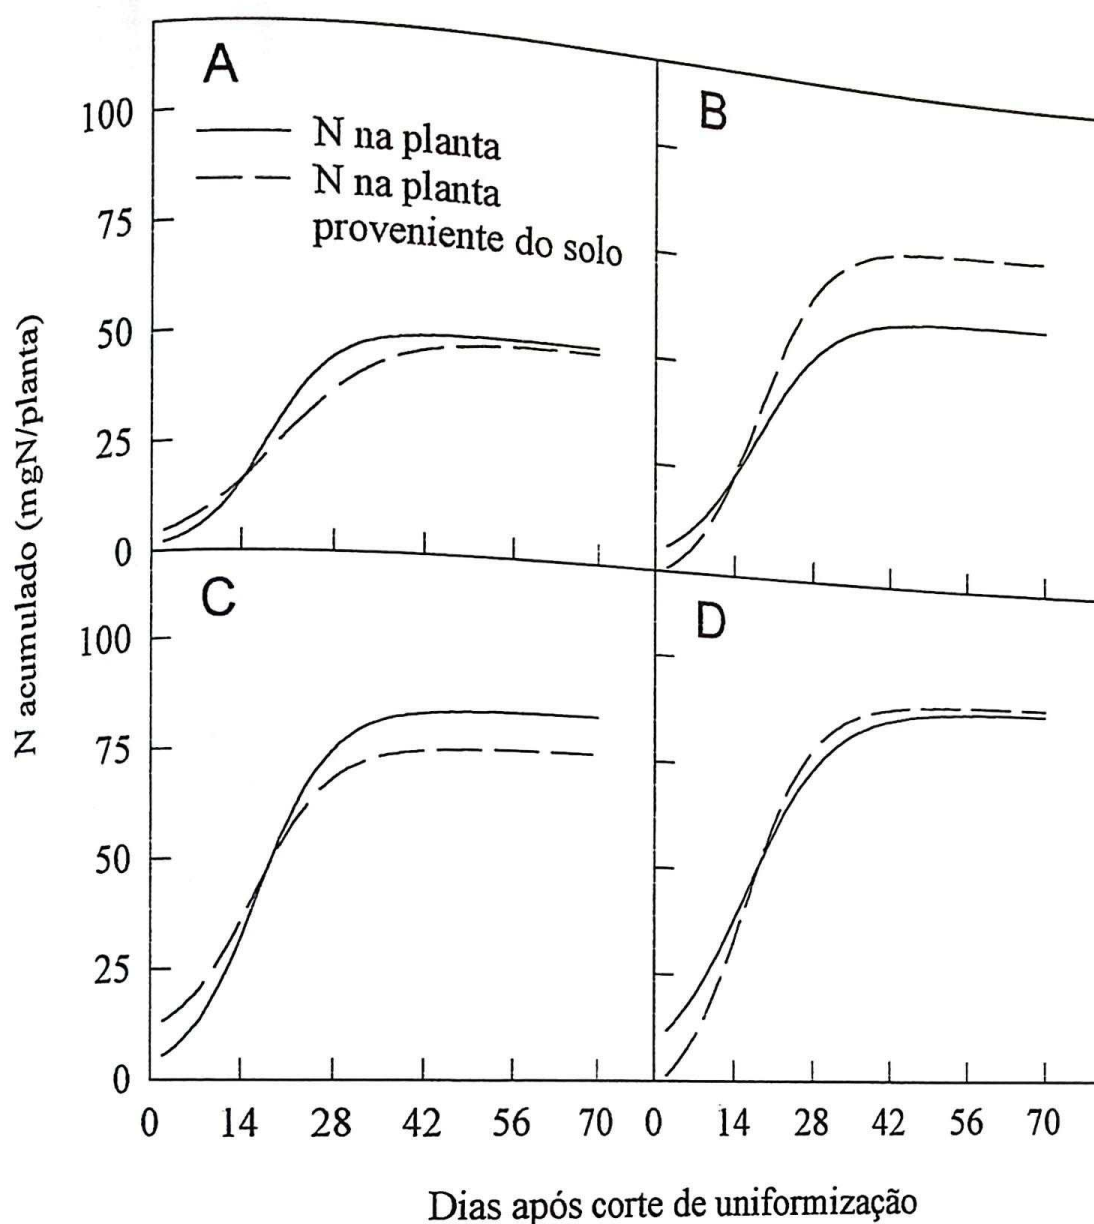 A
N na planta
N na planta
proveniente do solo
B
100
75
50
25
0
C
D
100
75
50
25
0
N acumulado (mgN/planta)
0 14 28 42 56 70 0 14 28 42 56 70
Dias após corte de uniformização